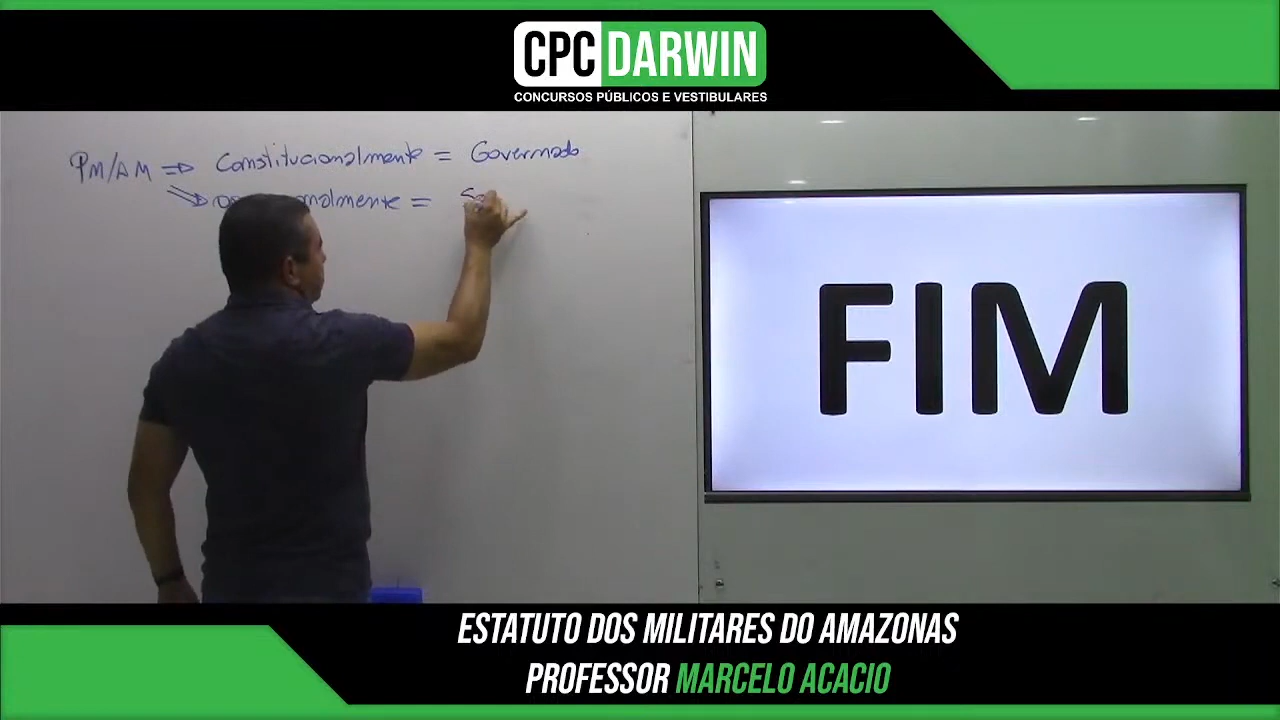 CPC DARWIN
CONCURSOS PÚBLICOS E VESTIBULARES
PM/AM ⇒ Constitucionalmente = Governado
= 
FIM
ESTATUTO DOS MILITARES DO AMAZONAS
PROFESSOR MARCELO ACACIO